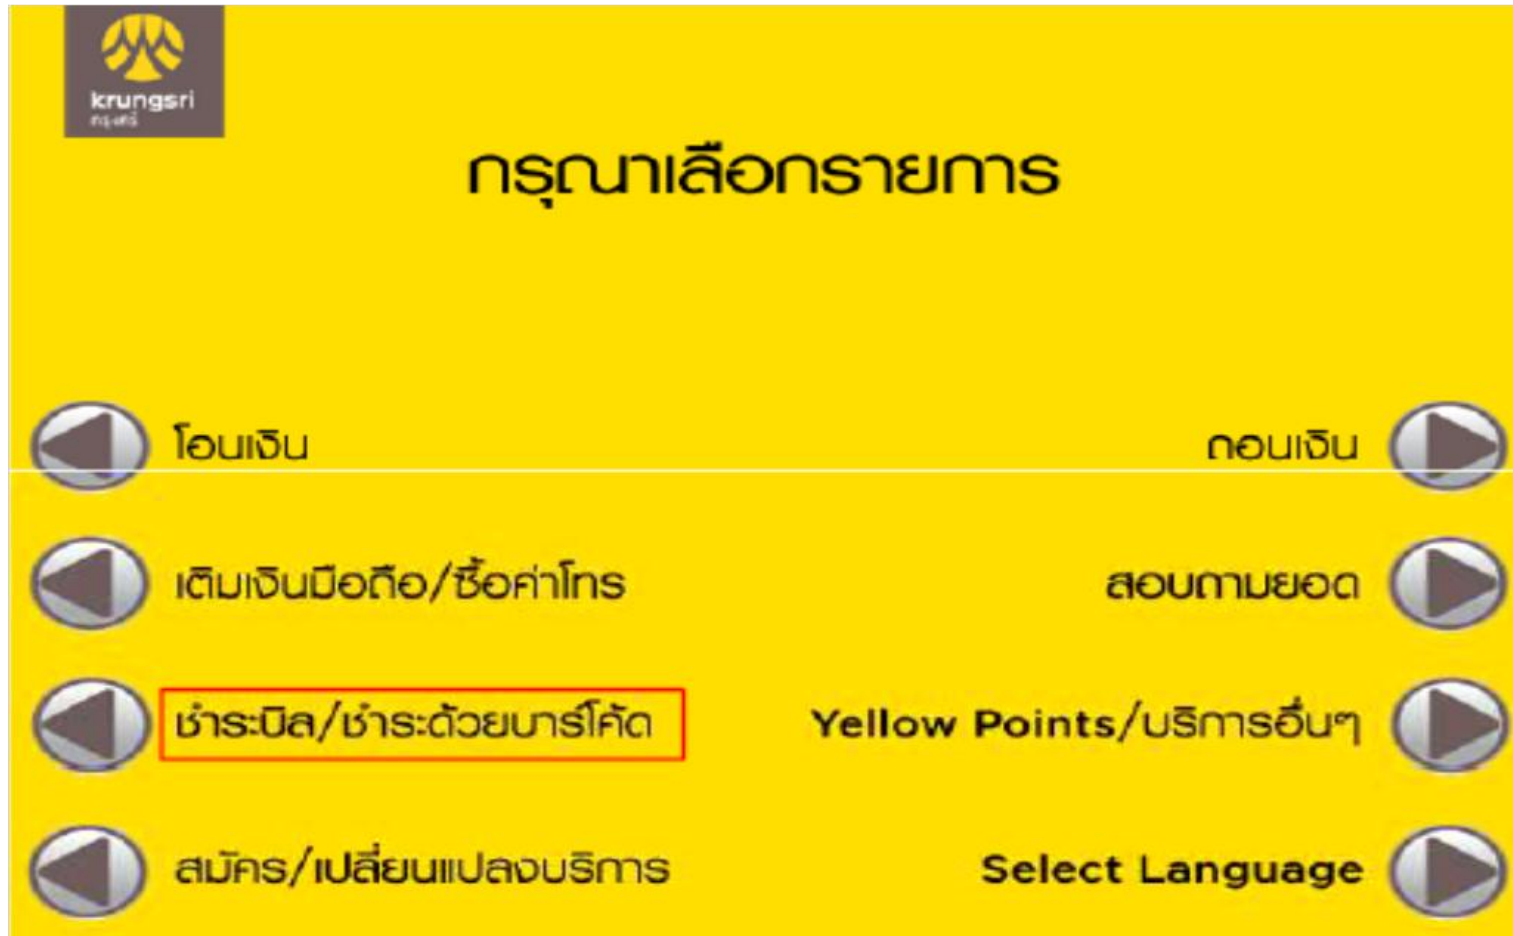 krungsri
กรุงศรี
กรุณาเลือกรายการ
โอนเงิน
ถอนเงิน
เติมเงินมือถือ/ซื้อค่าโทร
สอบถามยอด
ชำระบิล/ชำระด้วยบาร์โค้ด
Yellow Points/บริการอื่นๆ
สมัคร/เปลี่ยนแปลงบริการ
Select Language